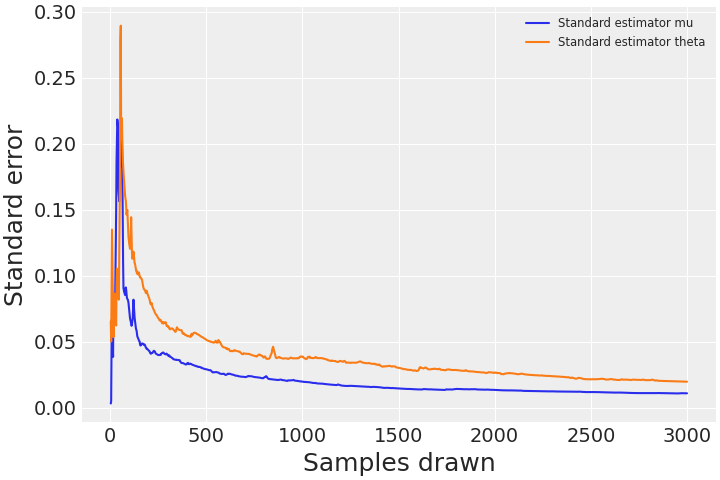 Standard estimator mu
Standard estimator theta
Standard error
0.30
0.25
0.20
0.15
0.10
0.05
0.00
0 500 1000 1500 2000 2500 3000
Samples drawn